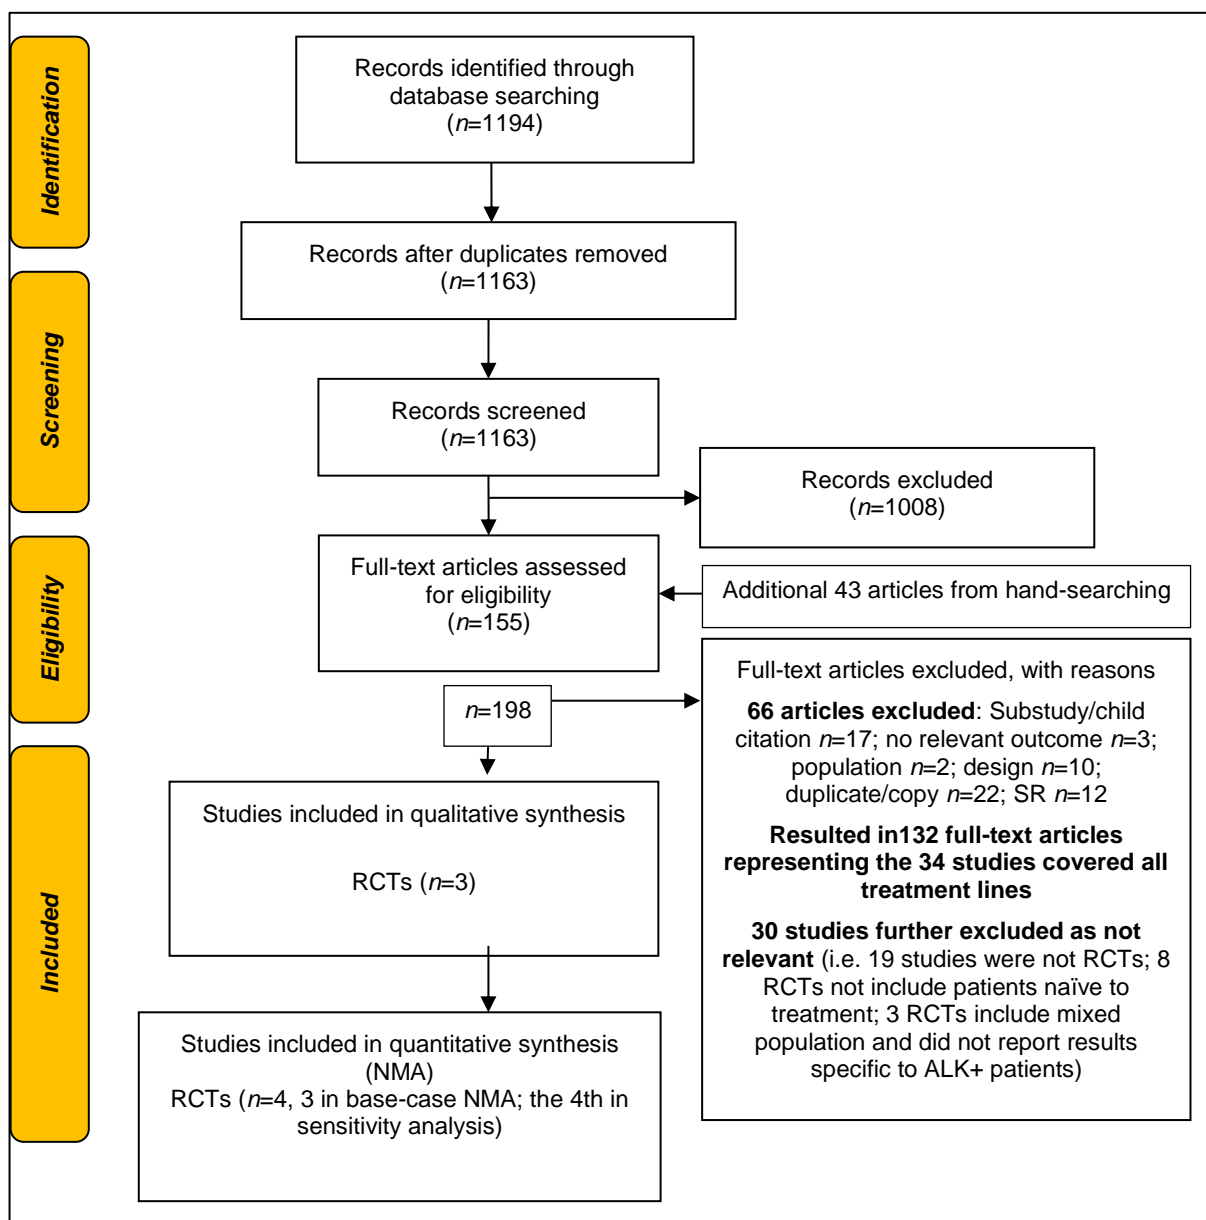 Identification
Records identified through
database searching
(n=1194)
Records after duplicates removed
(n=1163)
Screening
Records screened
(n=1163)
Records excluded
(n=1008)
Eligibility
Full-text articles assessed
for eligibility
(n=155)
Additional 43 articles from hand-searching
n=198
Full-text articles excluded, with reasons
66 articles excluded: Substudy/child
citation n=17; no relevant outcome n=3;
population n=2; design n=10;
duplicate/copy n=22; SR n=12
Resulted in132 full-text articles
representing the 34 studies covered all
treatment lines
30 studies further excluded as not
relevant (i.e. 19 studies were not RCTs; 8
RCTs not include patients naïve to
treatment; 3 RCTs include mixed
population and did not report results
specific to ALK+ patients)
Included
Studies included in qualitative synthesis
RCTs (n=3)
Studies included in quantitative synthesis
(NMA)
RCTs (n=4, 3 in base-case NMA; the 4th in
sensitivity analysis)